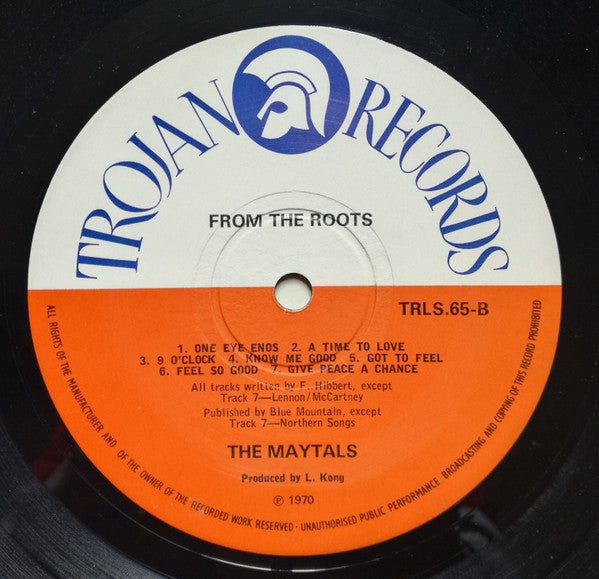 TROJAN RECORDS
FROM THE ROOTS
TRLS.65-B
1. ONE EYE ENDS 2. A TIME TO LOVE
3. 9 O'CLOCK 4. KNOW ME GOOD 5. GOT TO FEEL
6. FEEL SO GOOD 7. GIVE PEACE A CHANCE
All tracks written by F. Hibbert, except
Track 7—Lennon/McCartney
Published by Blue Mountain, except
Track 7—Northern Songs
THE MAYTALS
Produced by L. Kong
℗ 1970
ALL RIGHTS OF THE MANUFACTURER AND OF THE OWNER OF THE RECORDED WORK RESERVED - UNAUTHORISED PUBLIC PERFORMANCE BROADCASTING AND COPYING OF THIS RECORD PROHIBITED